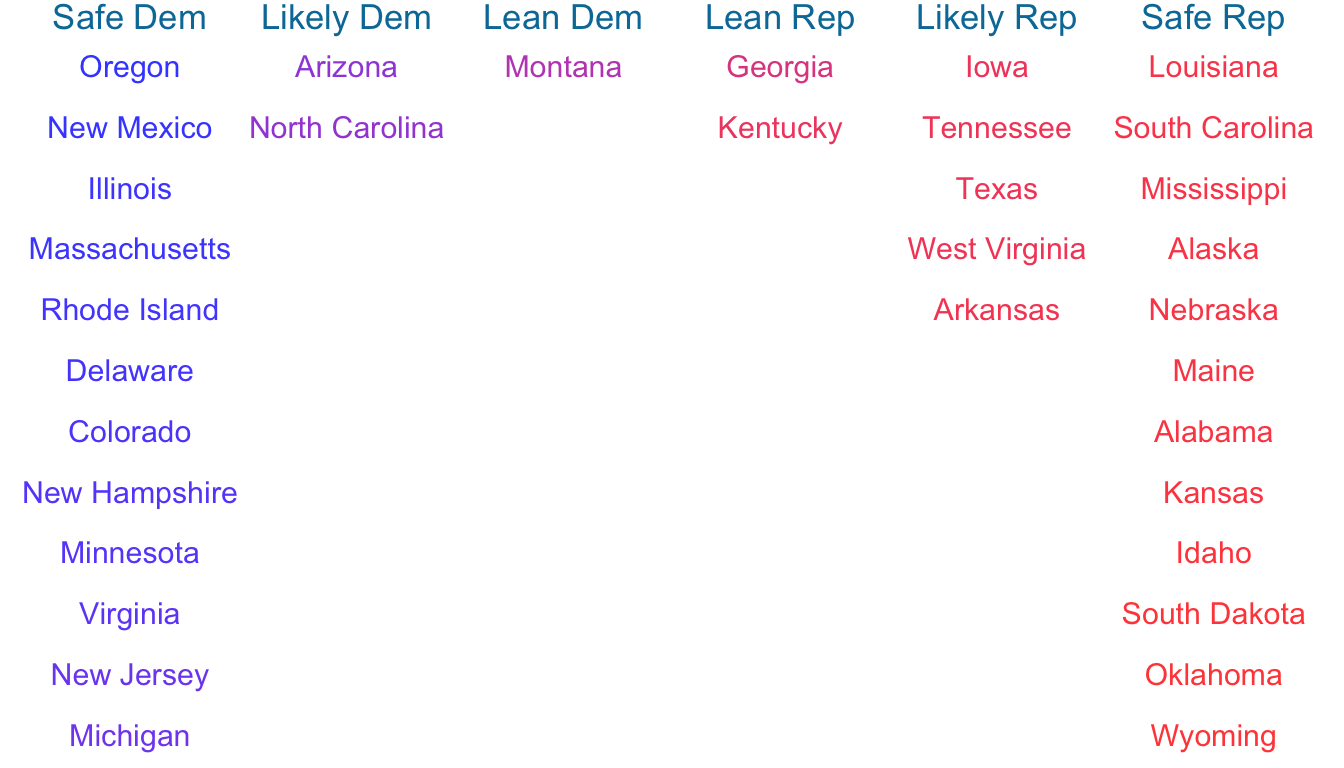 Safe Dem Likely Dem Lean Dem Lean Rep Likely Rep Safe Rep
Oregon Arizona Montana Georgia Iowa Louisiana
New Mexico North Carolina Kentucky Tennessee South Carolina
Illinois Texas Mississippi
Massachusetts West Virginia Alaska
Rhode Island Arkansas Nebraska
Delaware Maine
Colorado Alabama
New Hampshire Kansas
Minnesota Idaho
Virginia South Dakota
New Jersey Oklahoma
Michigan Wyoming